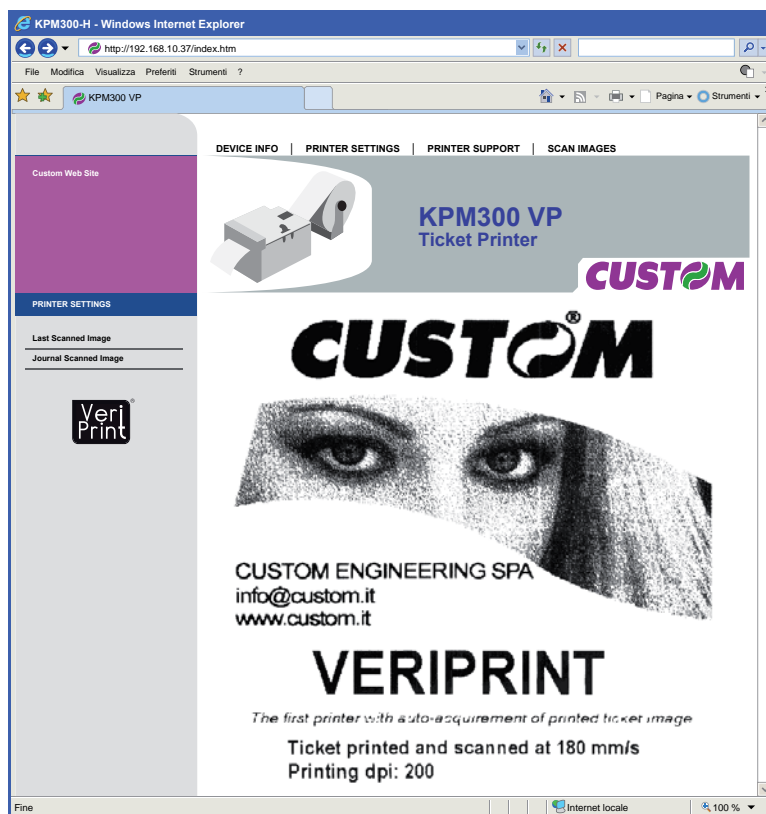 KPM300-H - Windows Internet Explorer
http://192.168.10.37/index.htm
File Modifica Visualizza Preferiti Strumenti ?
KPM300 VP
Pagina Strumenti
DEVICE INFO | PRINTER SETTINGS | PRINTER SUPPORT | SCAN IMAGES
Custom Web Site
KPM300 VP
Ticket Printer
CUSTOM
PRINTER SETTINGS
Last Scanned Image
Journal Scanned Image
Veri
Print®
CUSTOM®
CUSTOM ENGINEERING SPA
info@custom.it
www.custom.it
VERIPRINT
The first printer with auto-acquirement of printed ticket image
Ticket printed and scanned at 180 mm/s
Printing dpi: 200
Fine
Internet locale
100 %